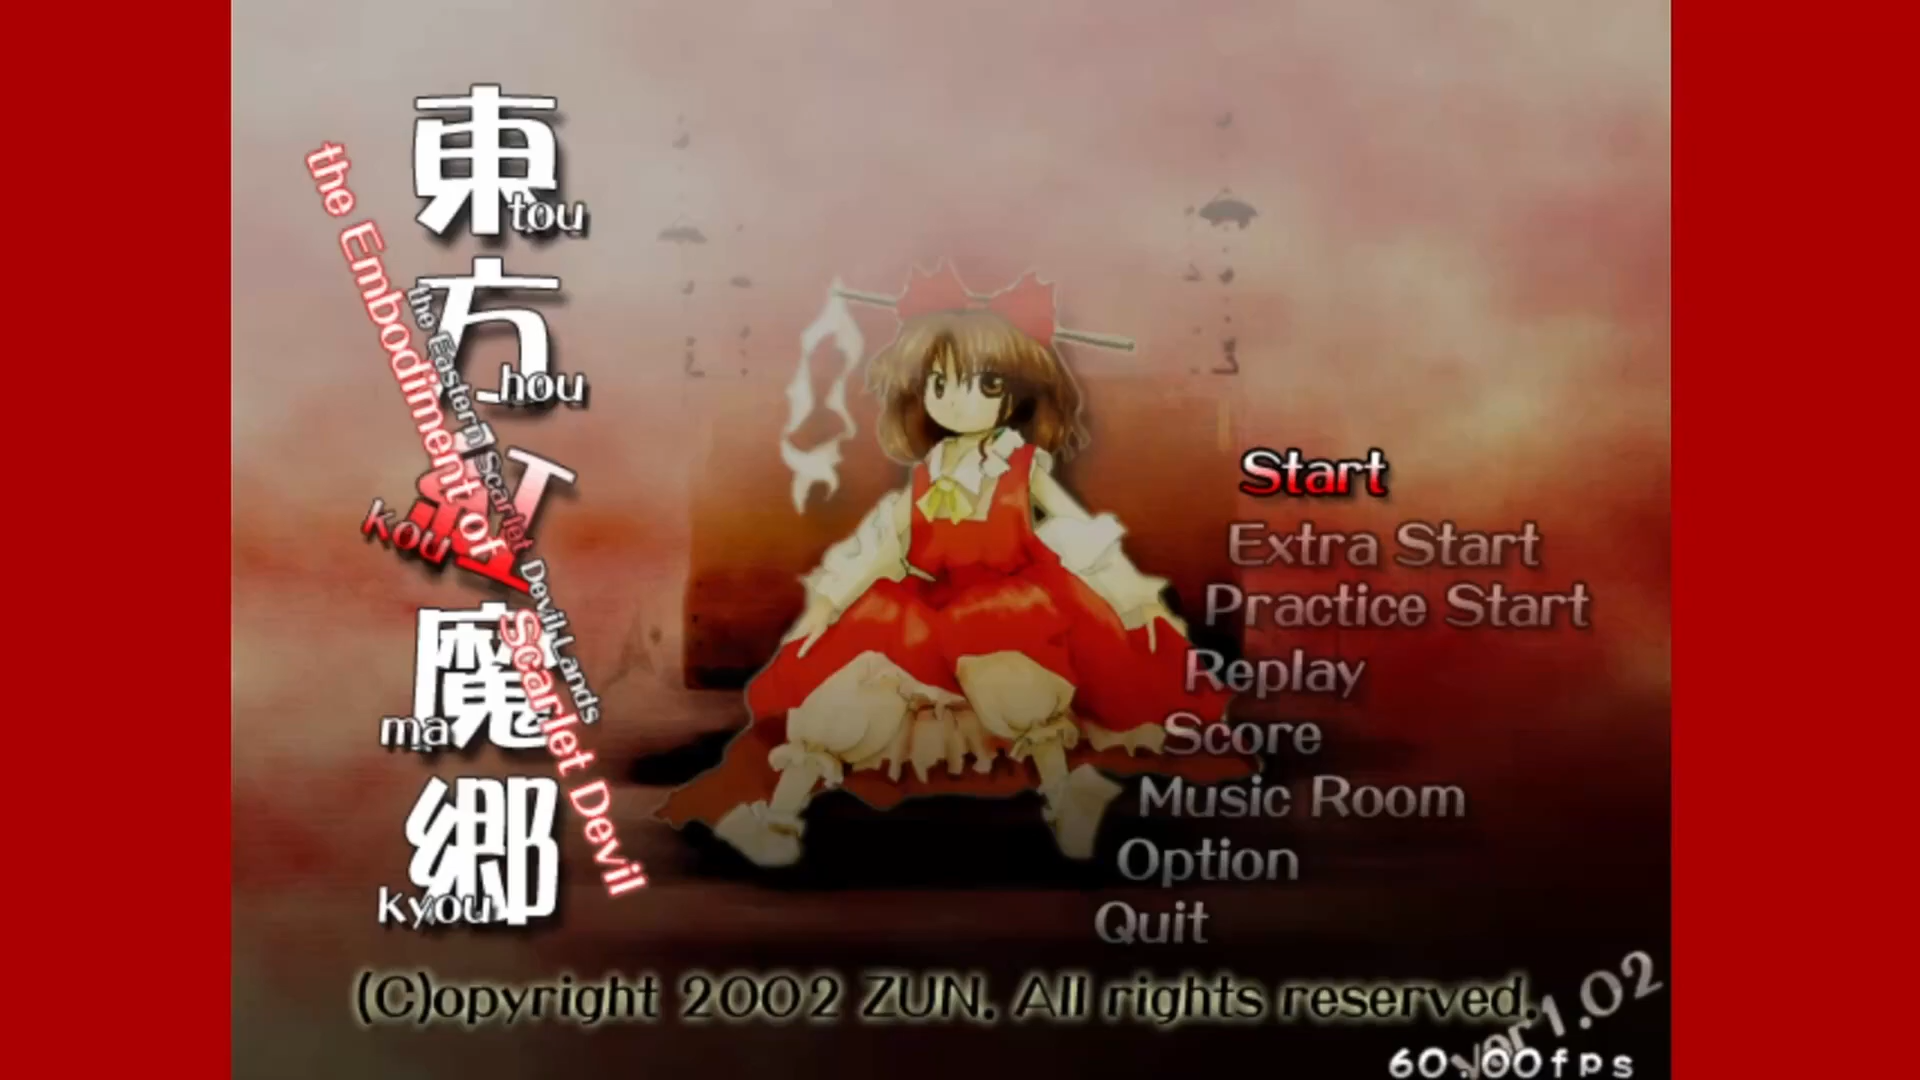 東方紅魔郷
tou
hou
kou
ma
kyou
the Embodiment of Scarlet Devil
the Eastern Scarlet Devil Lands
Start
Extra Start
Practice Start
Replay
Score
Music Room
Option
Quit
(C)opyright 2002 ZUN. All rights reserved.
ver1.02
60.00fps